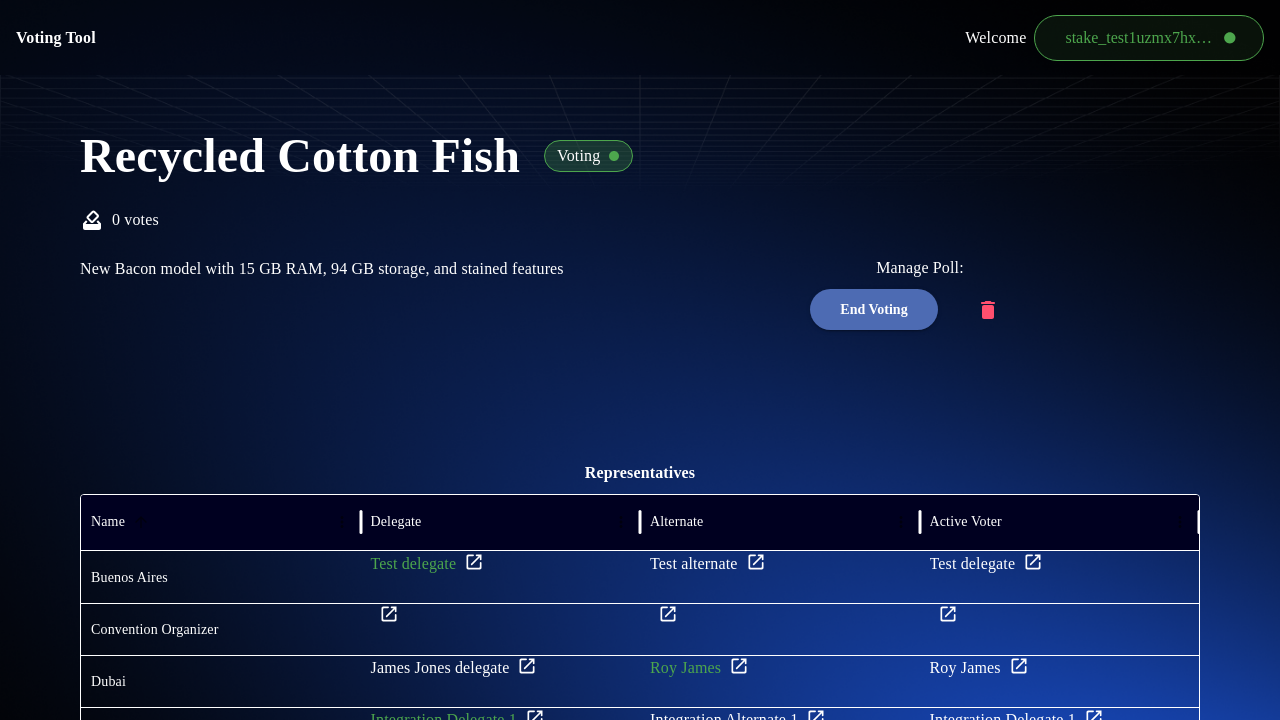 Voting Tool
Welcome stake_test1uzmx7hx…
Recycled Cotton Fish Voting
0 votes
New Bacon model with 15 GB RAM, 94 GB storage, and stained features
Manage Poll:
End Voting
Representatives
Name Delegate Alternate Active Voter
Buenos Aires Test delegate Test alternate Test delegate
Convention Organizer
Dubai James Jones delegate Roy James Roy James
Integration Delegate 1 Integration Alternate 1 Integration Delegate 1